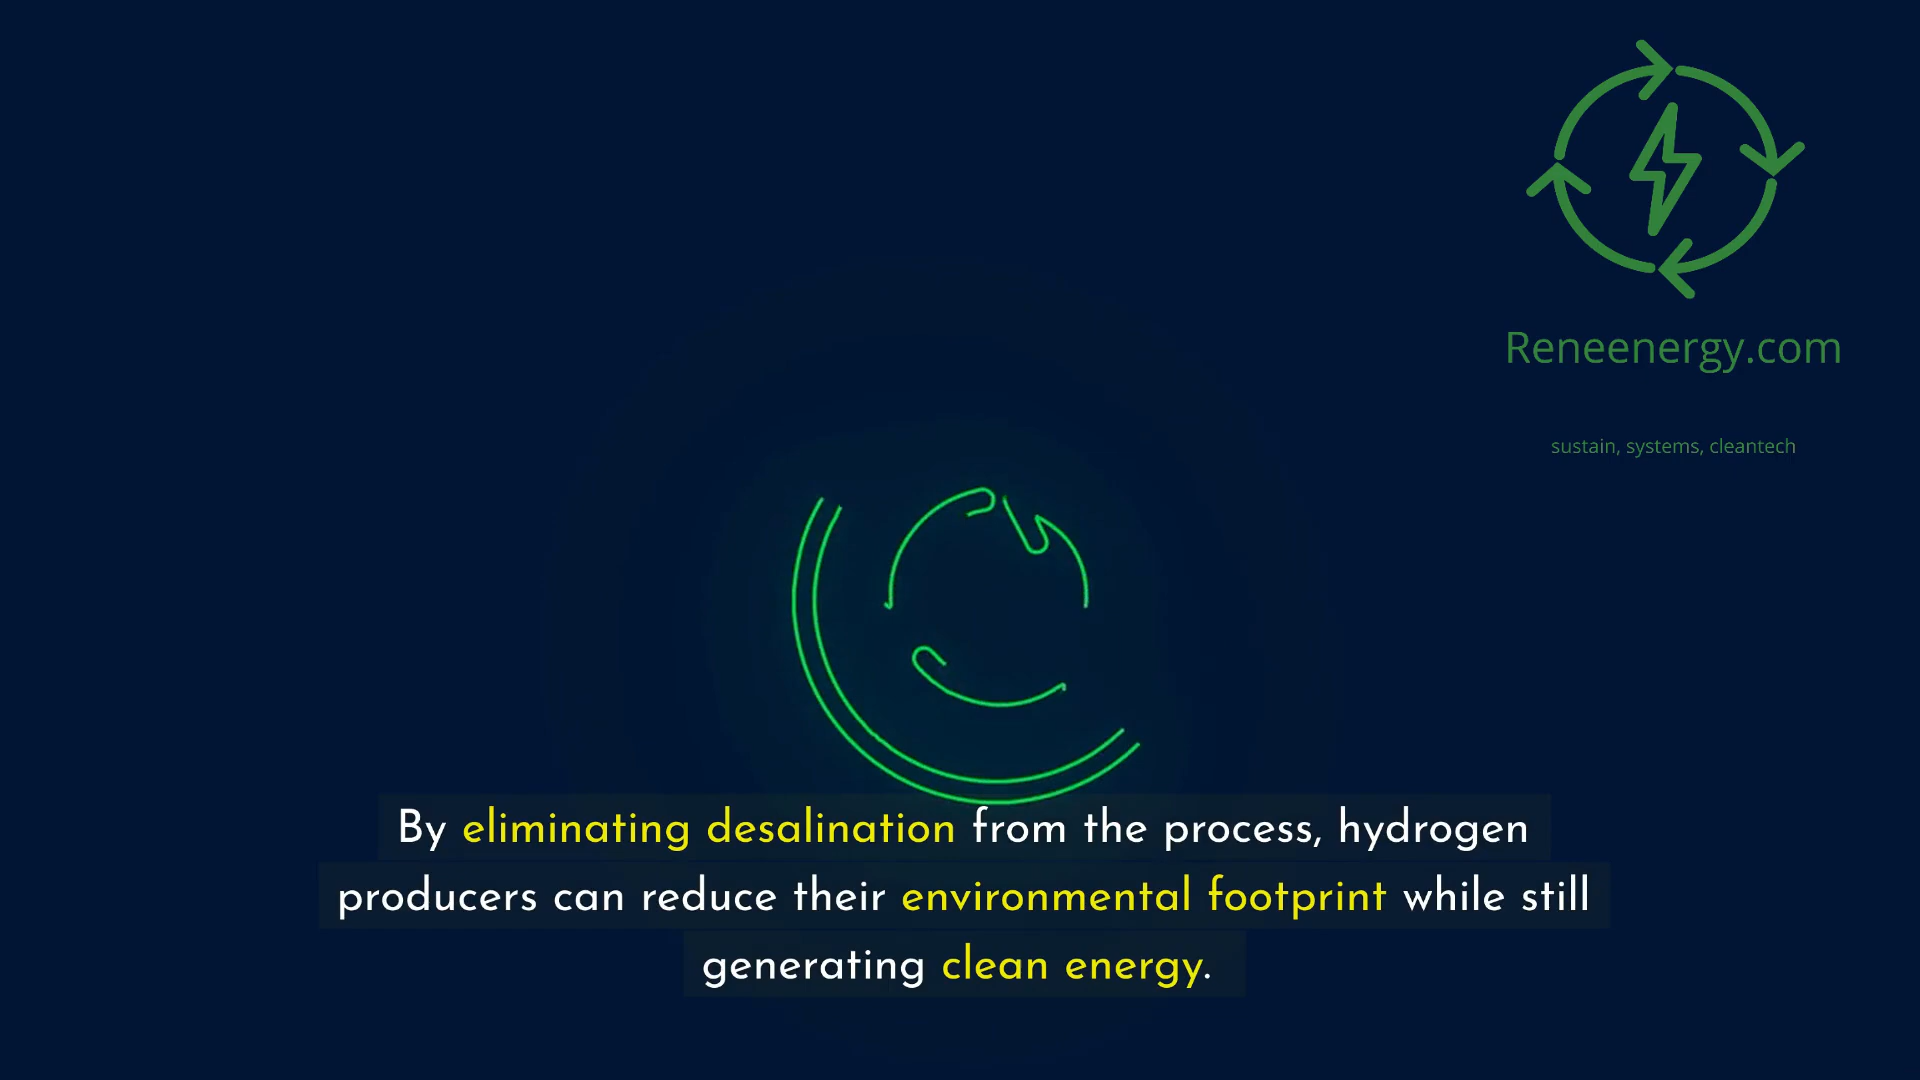 Reneenergy.com
sustain, systems, cleantech
By eliminating desalination from the process, hydrogen
producers can reduce their environmental footprint while still
generating clean energy.